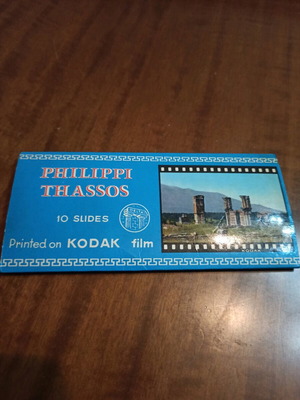 PHILIPPI
THASSOS
10 SLIDES
Printed on KODAK film